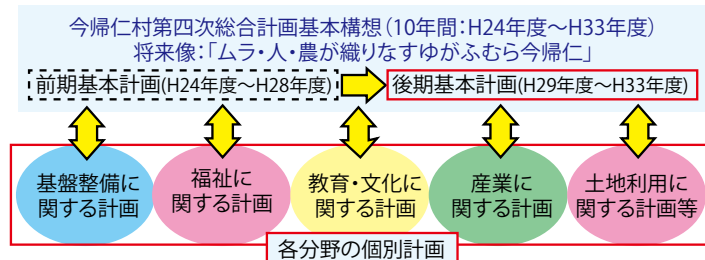 今帰仁村第四次総合計画基本構想(10年間:H24年度~H33年度)
将来像:「ムラ・人・農が織りなすゆがふむら今帰仁」
前期基本計画(H24年度~H28年度)
後期基本計画(H29年度~H33年度)
基盤整備に
関する計画
福祉に
関する計画
教育・文化に
関する計画
産業に
関する計画
土地利用に
関する計画等
各分野の個別計画